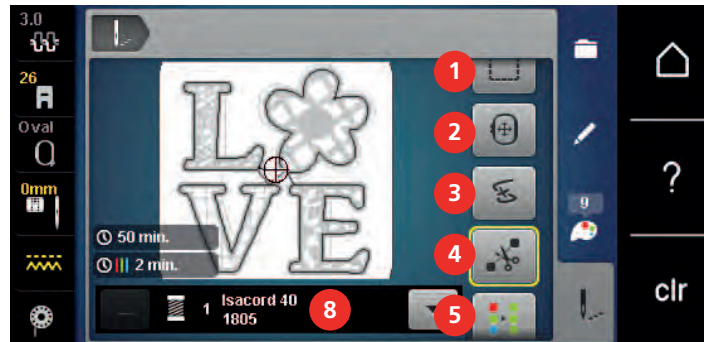 3.0
26
Oval
0mm
LOVE
50 min.
2 min.
1 Isacord 40
1805
1
2
3
4
5
8
9
?
clr